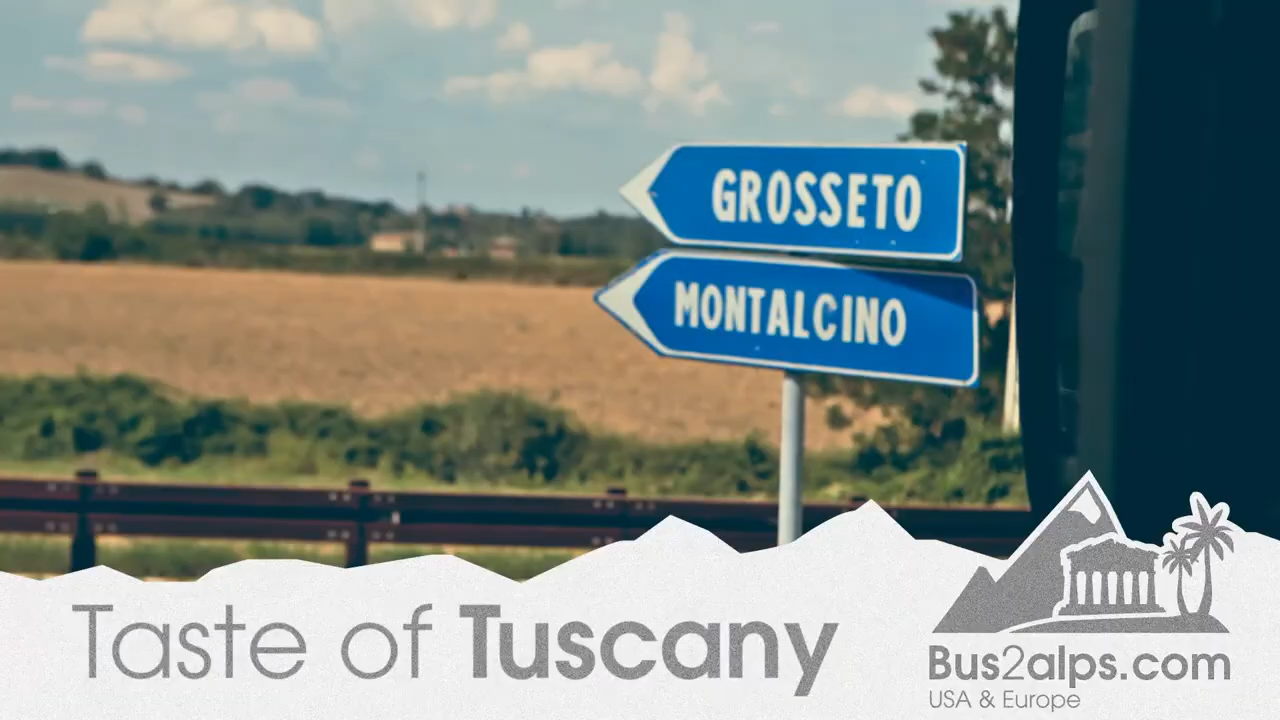 GROSSETO
MONTALCINO
Taste of Tuscany
Bus2alps.com
USA & Europe